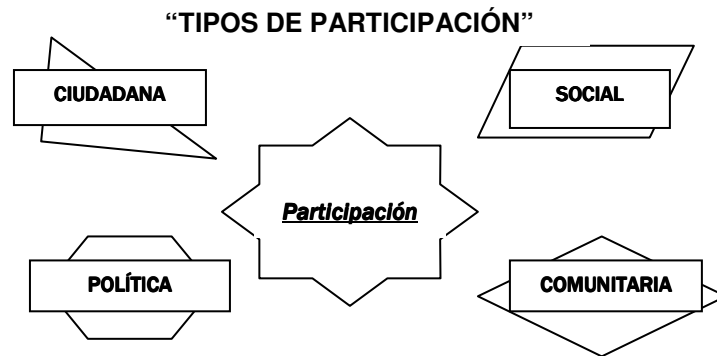 “TIPOS DE PARTICIPACIÓN”
CIUDADANA
SOCIAL
Participación
POLÍTICA
COMUNITARIA